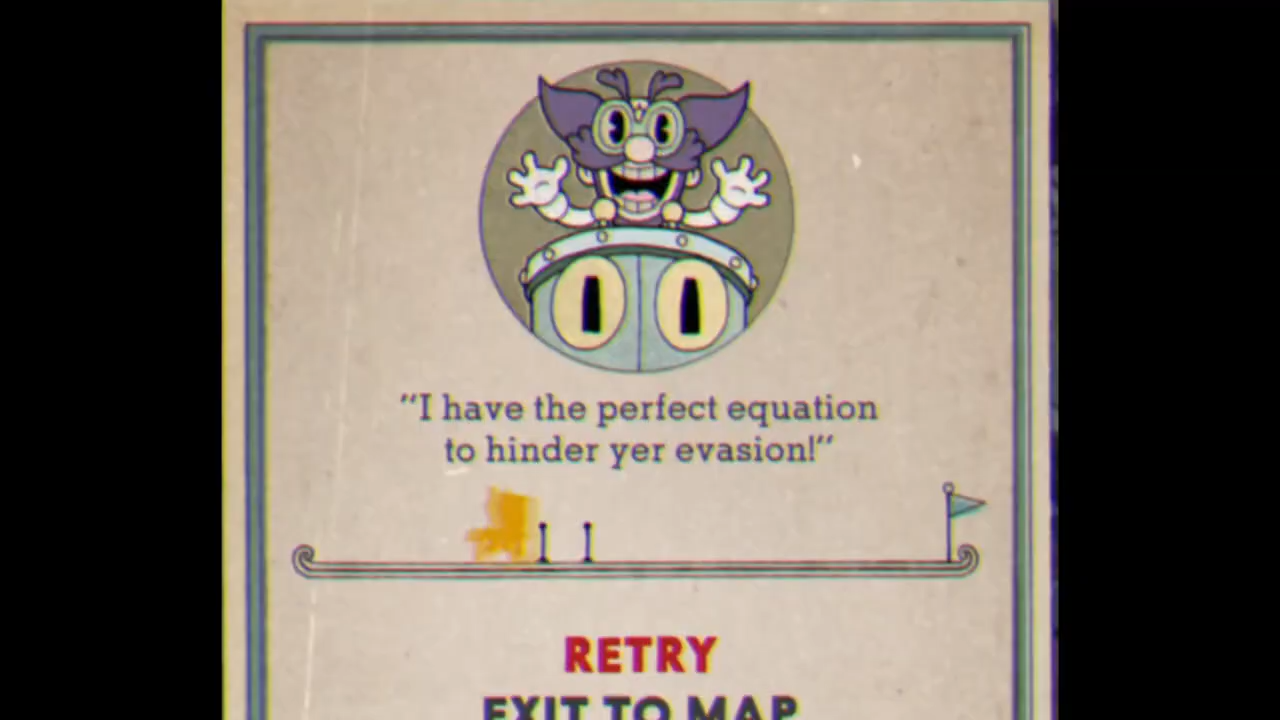 “I have the perfect equation
to hinder yer evasion!”
RETRY
EXIT TO MAP